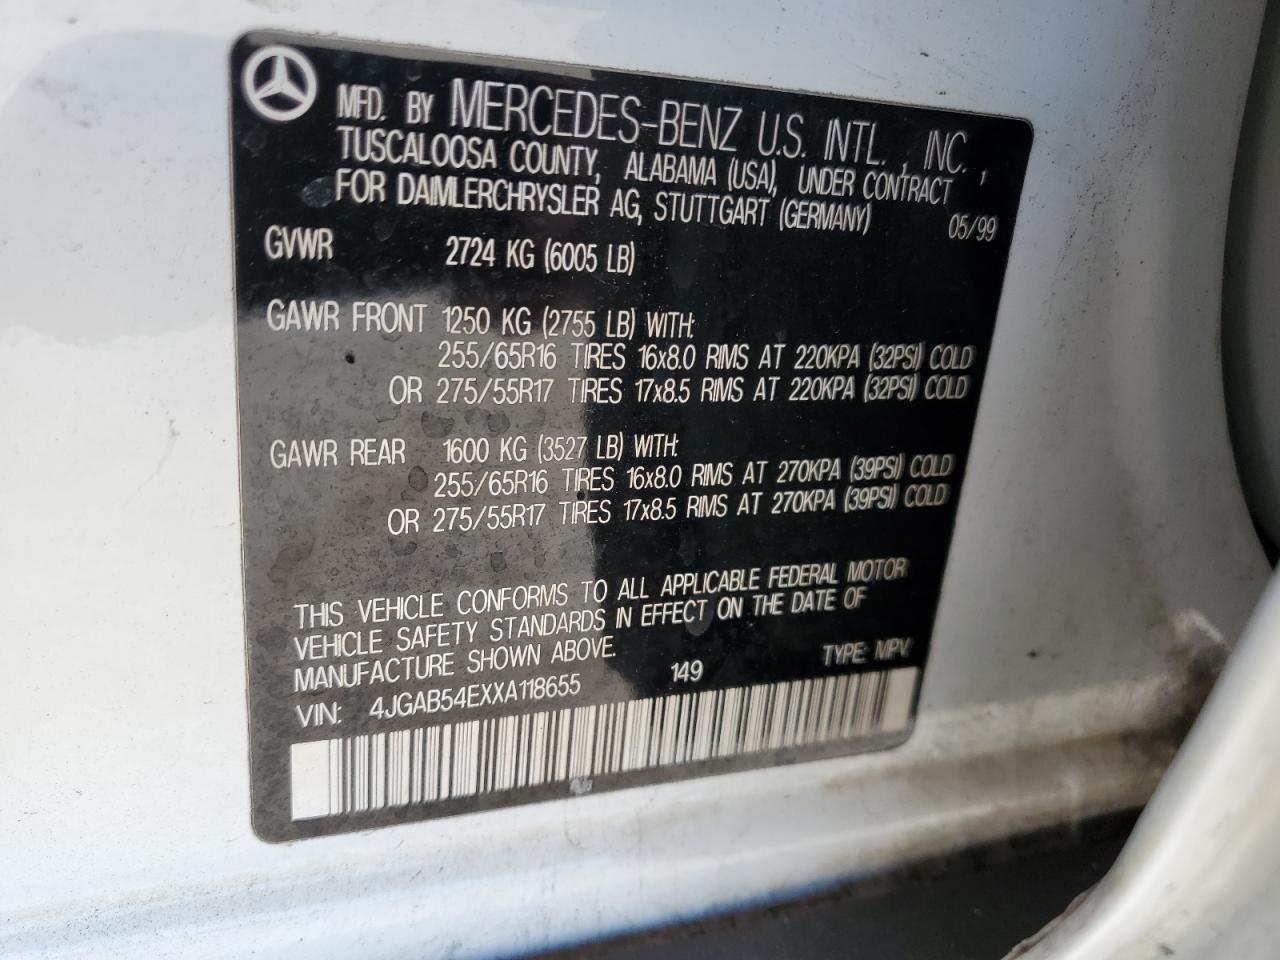 MFD. BY MERCEDES-BENZ U.S. INTL., INC.,
TUSCALOOSA COUNTY, ALABAMA (USA), UNDER CONTRACT
FOR DAIMLERCHRYSLER AG, STUTTGART (GERMANY) 05/99
GVWR 2724 KG (6005 LB)
GAWR FRONT 1250 KG (2755 LB) WITH:
255/65R16 TIRES 16x8.0 RIMS AT 220KPA (32PSI) COLD
OR 275/55R17 TIRES 17x8.5 RIMS AT 220KPA (32PSI) COLD
GAWR REAR 1600 KG (3527 LB) WITH:
255/65R16 TIRES 16x8.0 RIMS AT 270KPA (39PSI) COLD
OR 275/55R17 TIRES 17x8.5 RIMS AT 270KPA (39PSI) COLD
THIS VEHICLE CONFORMS TO ALL APPLICABLE FEDERAL MOTOR
VEHICLE SAFETY STANDARDS IN EFFECT ON THE DATE OF
MANUFACTURE SHOWN ABOVE.
149 TYPE: MPV
VIN: 4JGAB54EXXA118655